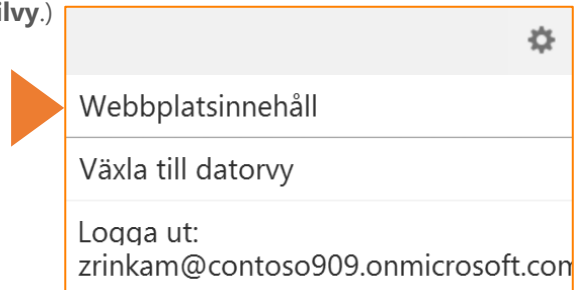 ilvy.)
Webbplatsinnehåll
Växla till datorvy
Logga ut:
zrinkam@contoso909.onmicrosoft.com